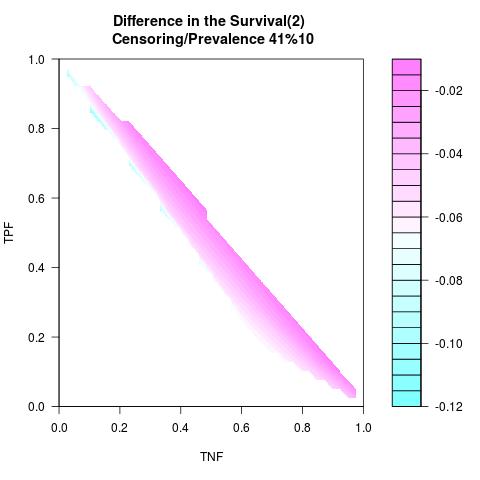 Difference in the Survival(2)
Censoring/Prevalence 41%10
1.0
0.8
0.6
0.4
0.2
0.0
TPF
0.0 0.2 0.4 0.6 0.8 1.0
TNF
-0.02
-0.04
-0.06
-0.08
-0.10
-0.12